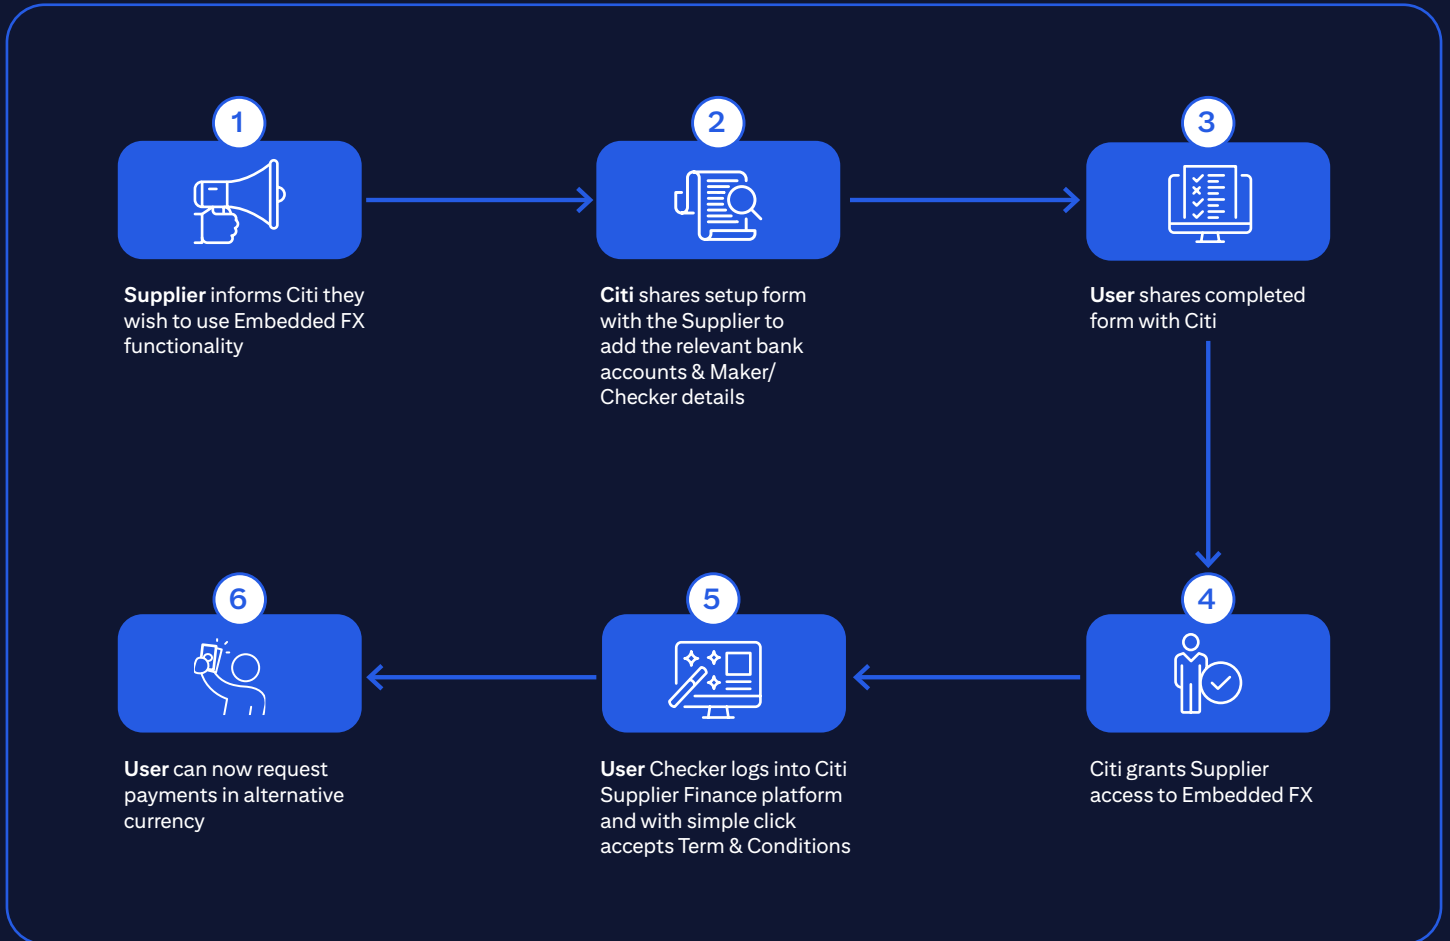 1
Supplier informs Citi they
wish to use Embedded FX
functionality
2
Citi shares setup form
with the Supplier to
add the relevant bank
accounts & Maker/
Checker details
3
User shares completed
form with Citi
4
Citi grants Supplier
access to Embedded FX
5
User Checker logs into Citi
Supplier Finance platform
and with simple click
accepts Term & Conditions
6
User can now request
payments in alternative
currency